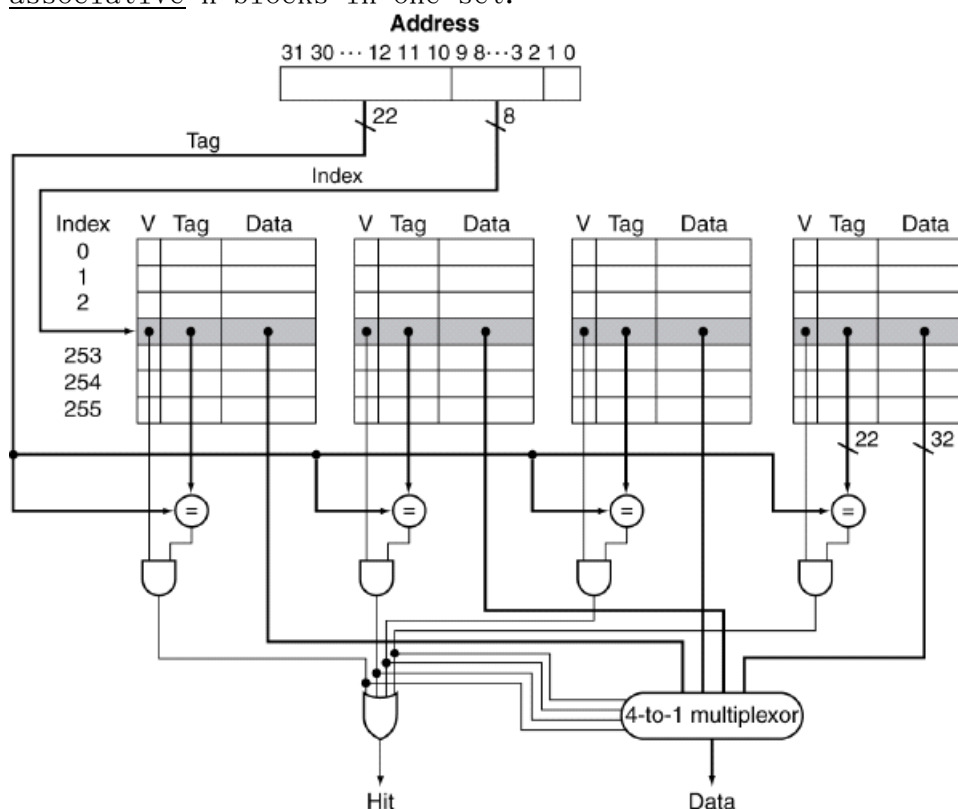 associative n blocks in one set.
Address
31 30 ··· 12 11 10 9 8···3 2 1 0
22
8
Tag
Index
Index V Tag Data V Tag Data V Tag Data V Tag Data
0
1
2
253
254
255
22 32
= = = =
4-to-1 multiplexor
Hit Data